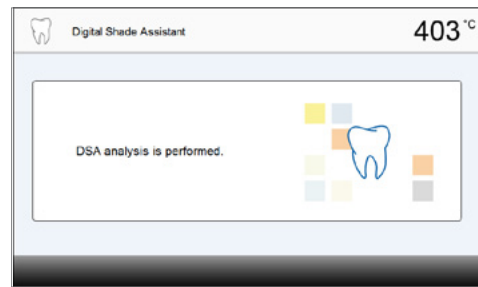 Digital Shade Assistant
403 °C
DSA analysis is performed.